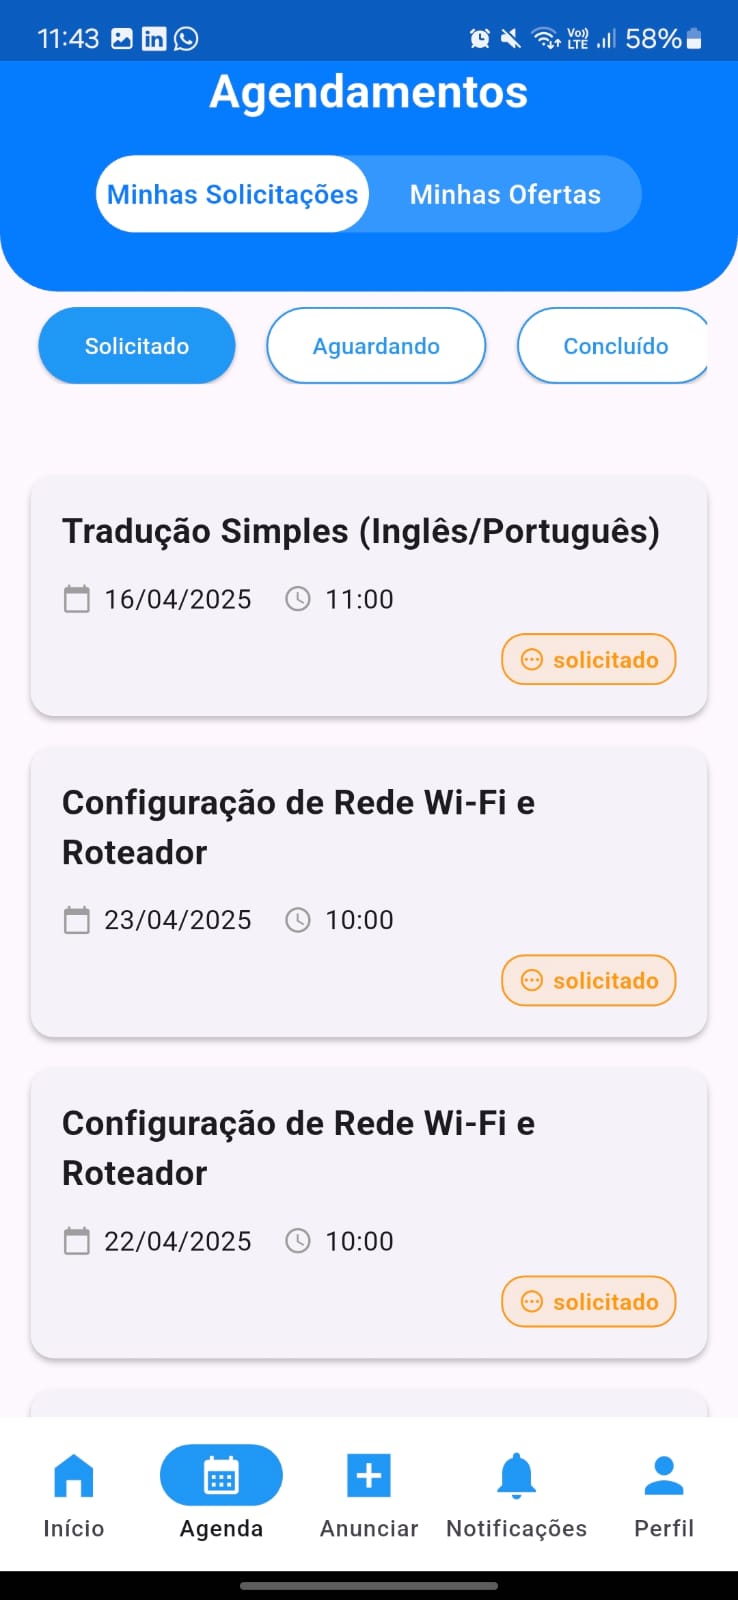 11:43
58%
Agendamentos
Minhas Solicitações
Minhas Ofertas
Solicitado
Aguardando
Concluído
Tradução Simples (Inglês/Português)
16/04/2025 11:00
solicitado
Configuração de Rede Wi-Fi e
Roteador
23/04/2025 10:00
solicitado
Configuração de Rede Wi-Fi e
Roteador
22/04/2025 10:00
solicitado
Início
Agenda
Anunciar
Notificações
Perfil